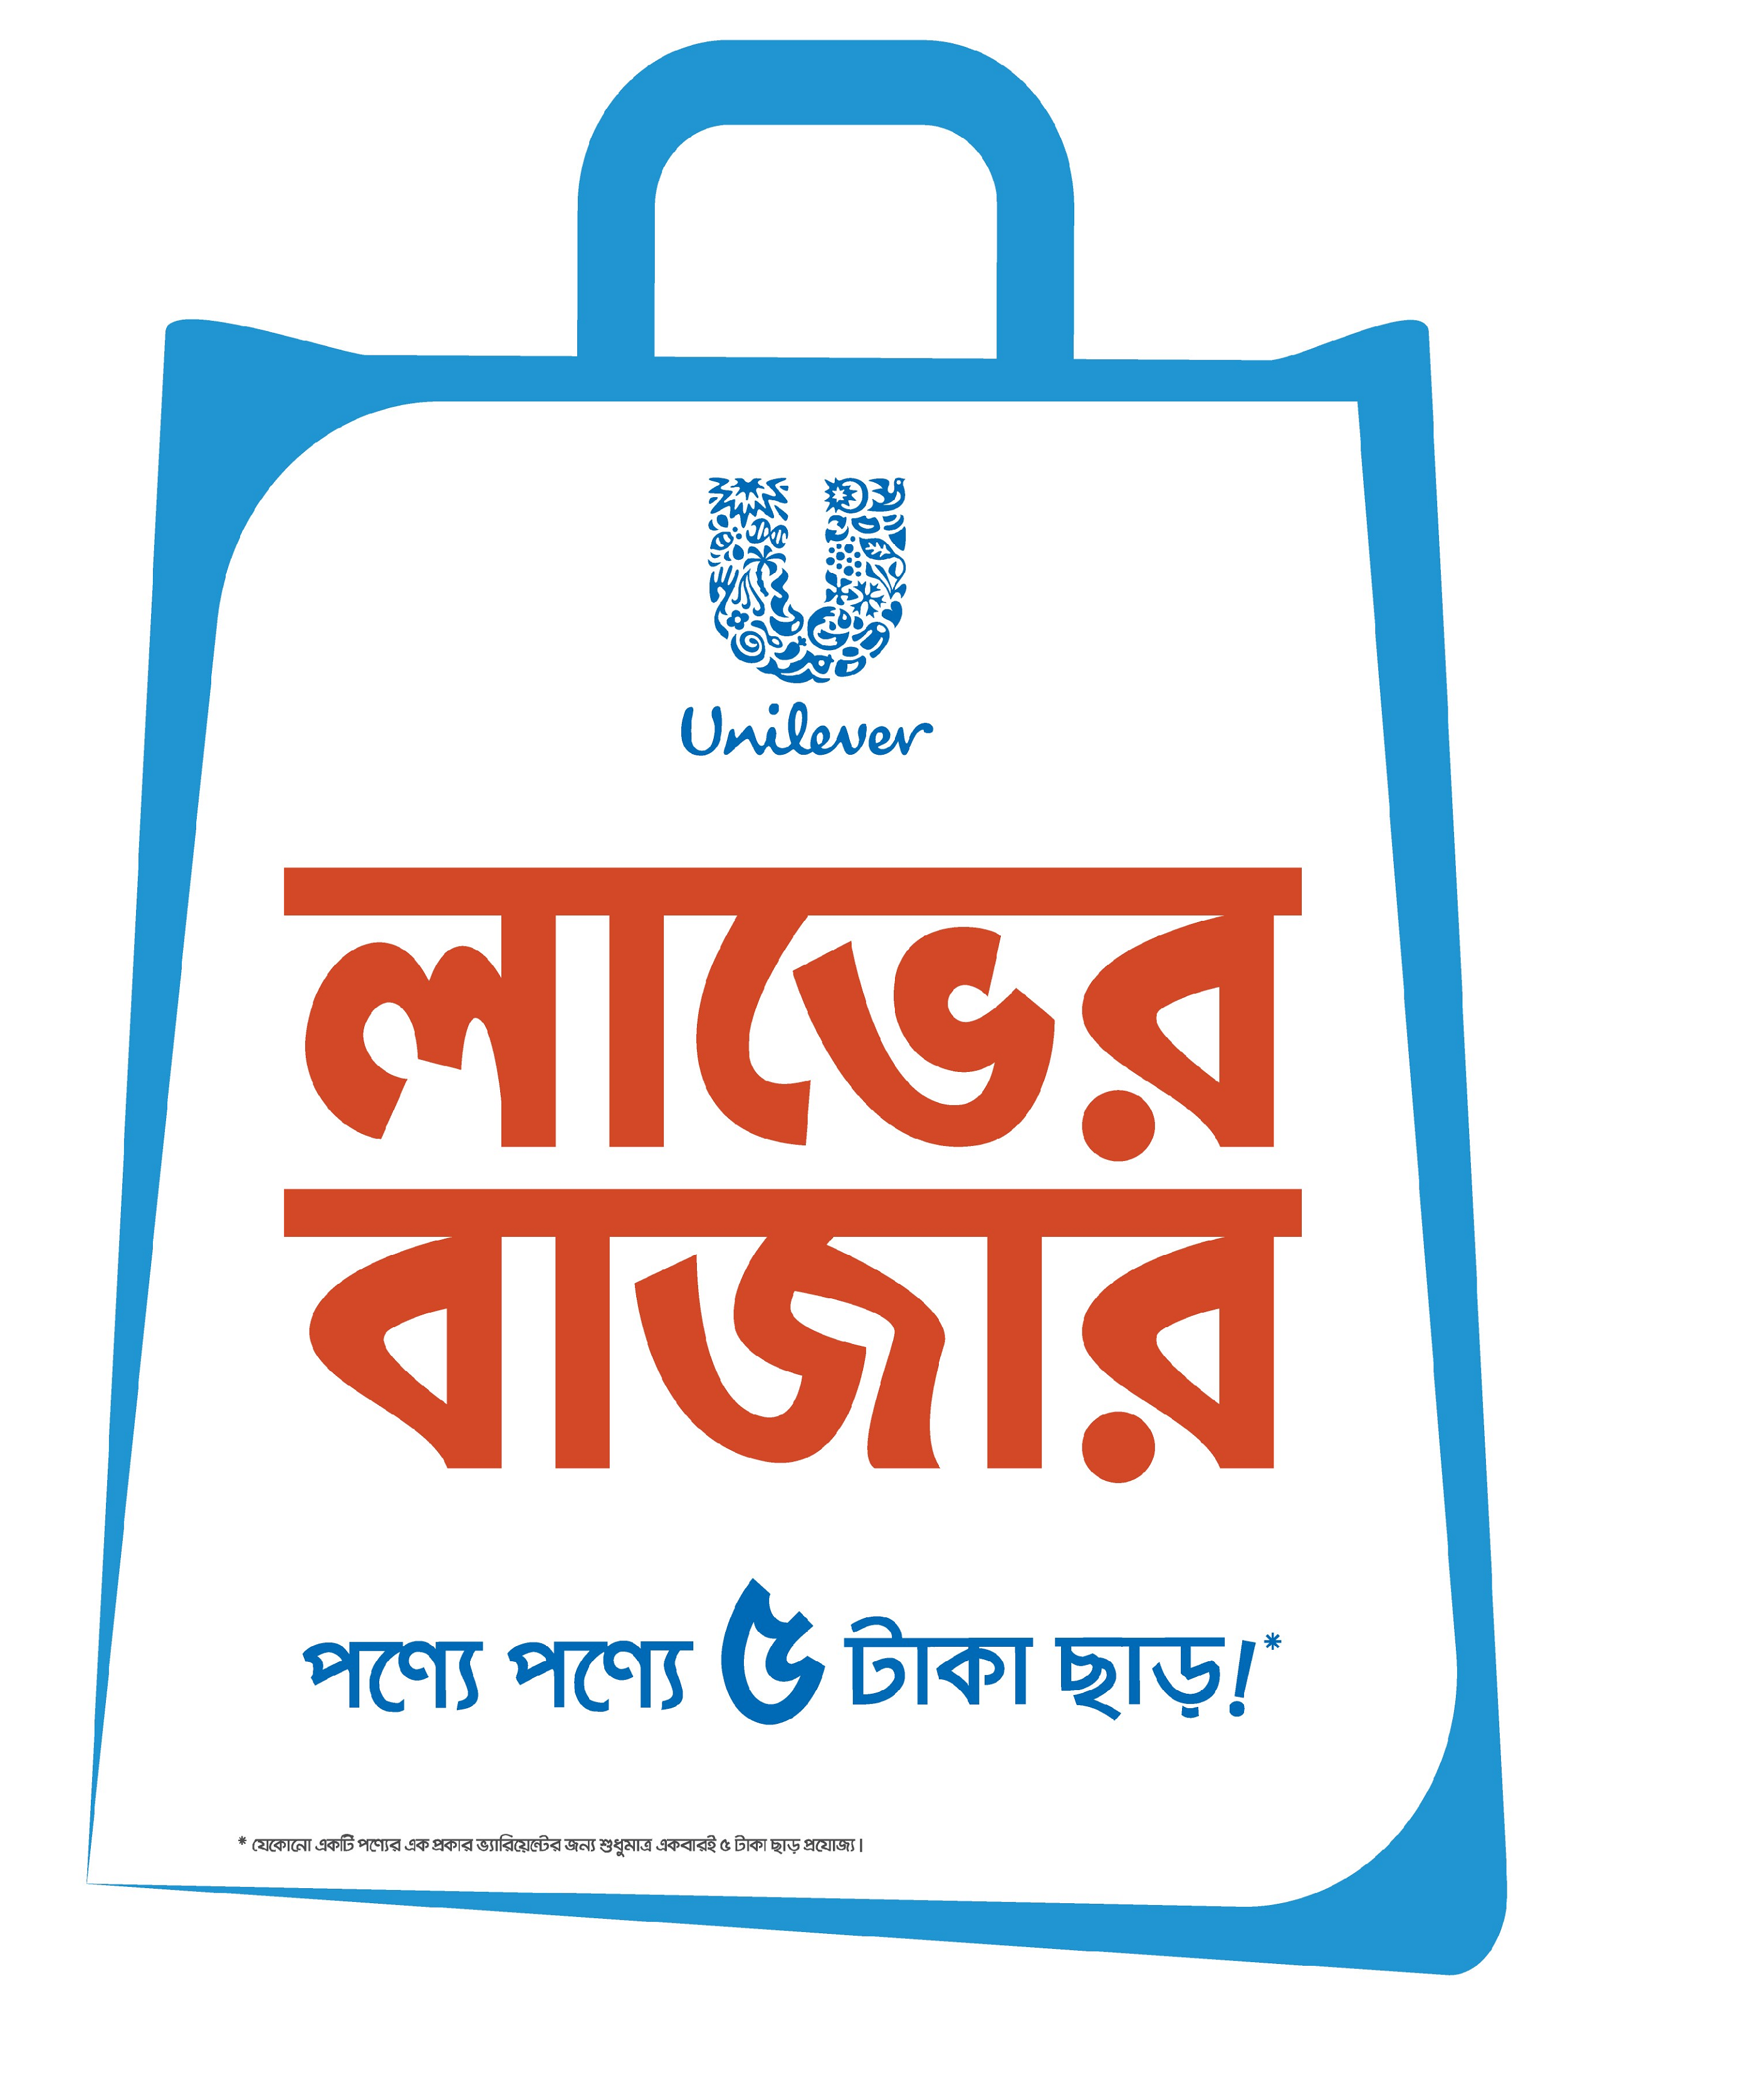 Unilever
লাভের
বাজার
পণ্যে পণ্যে ৫ টাকা ছাড়!*
* যেকোনো একটি পণ্যের এক প্রকার ভ্যারিয়েন্টের জন্য শুধুমাত্র একবারই ৫ টাকা ছাড় প্রযোজ্য।